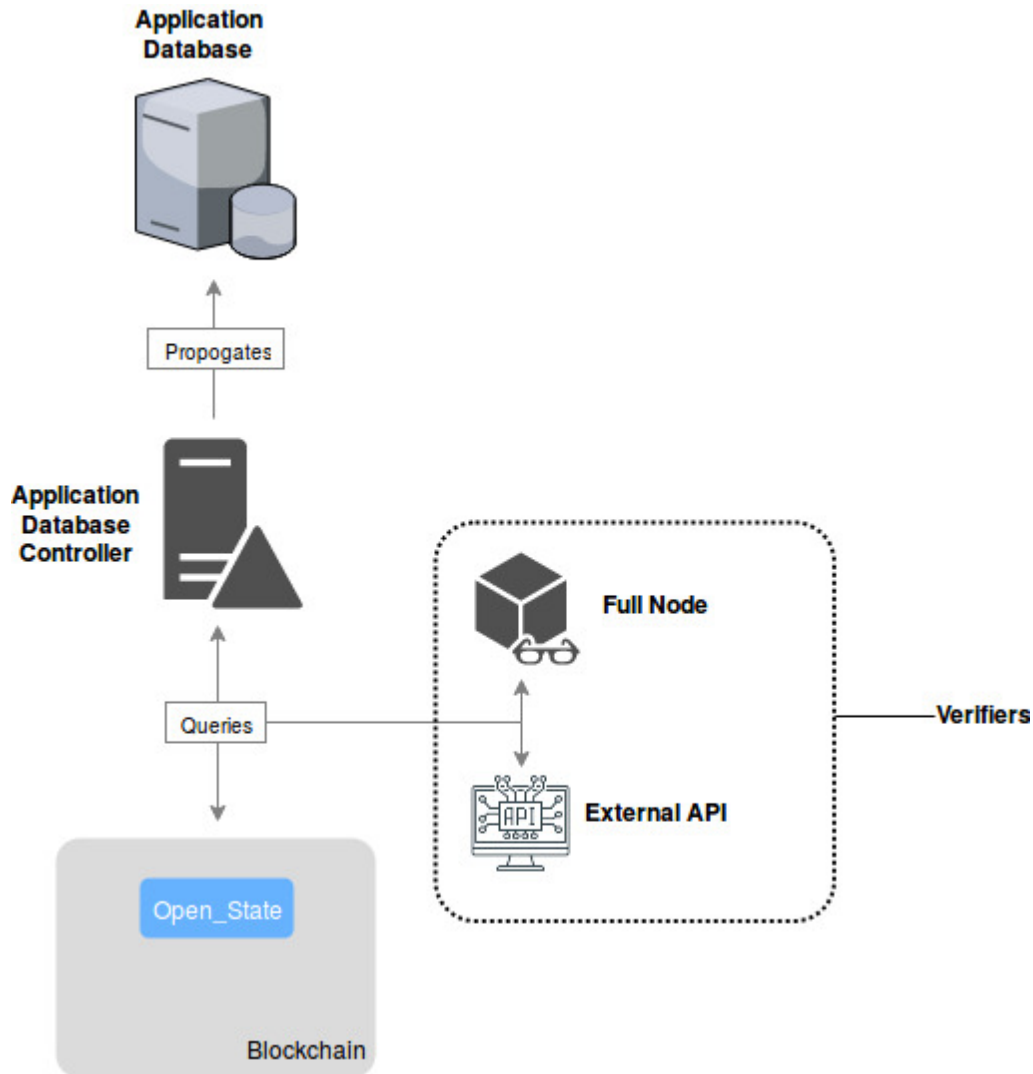 Application
Database
Propogates
Application
Database
Controller
Full Node
Queries
Verifiers
API
External API
Open_State
Blockchain